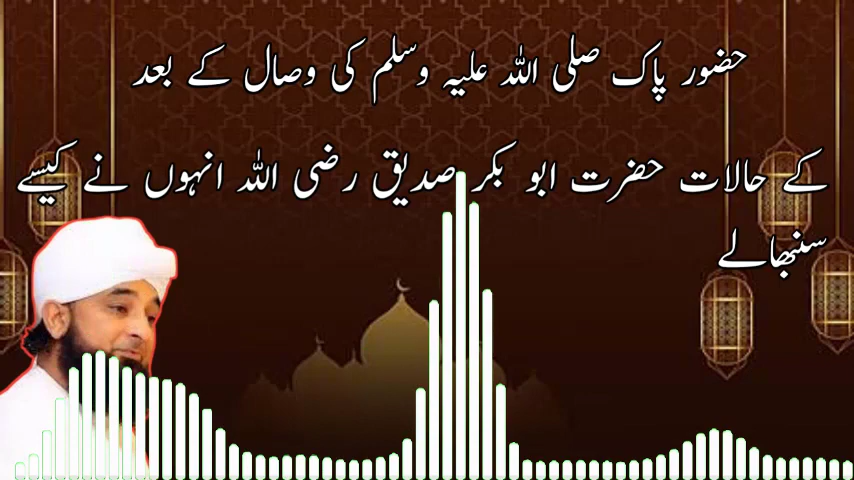 حضور پاک صلی اللہ علیہ وسلم کی وصال کے بعد
کے حالات حضرت ابو بکر صدیق رضی اللہ انہوں نے کیسے
سنبھالے